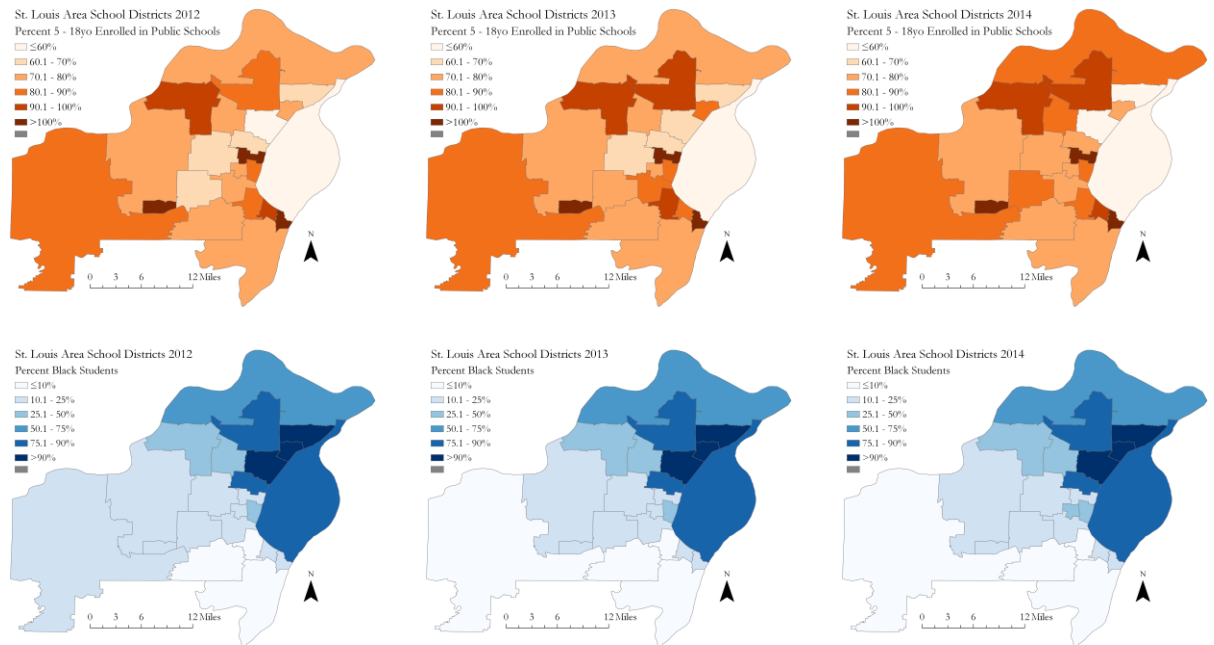 St. Louis Area School Districts 2012
Percent 5 - 18yo Enrolled in Public Schools
≤60%
60.1 - 70%
70.1 - 80%
80.1 - 90%
90.1 - 100%
>100%
N
0 3 6 12 Miles
St. Louis Area School Districts 2013
Percent 5 - 18yo Enrolled in Public Schools
≤60%
60.1 - 70%
70.1 - 80%
80.1 - 90%
90.1 - 100%
>100%
N
0 3 6 12 Miles
St. Louis Area School Districts 2014
Percent 5 - 18yo Enrolled in Public Schools
≤60%
60.1 - 70%
70.1 - 80%
80.1 - 90%
90.1 - 100%
>100%
N
0 3 6 12 Miles
St. Louis Area School Districts 2012
Percent Black Students
≤10%
10.1 - 25%
25.1 - 50%
50.1 - 75%
75.1 - 90%
>90%
N
0 3 6 12 Miles
St. Louis Area School Districts 2013
Percent Black Students
≤10%
10.1 - 25%
25.1 - 50%
50.1 - 75%
75.1 - 90%
>90%
N
0 3 6 12 Miles
St. Louis Area School Districts 2014
Percent Black Students
≤10%
10.1 - 25%
25.1 - 50%
50.1 - 75%
75.1 - 90%
>90%
N
0 3 6 12 Miles